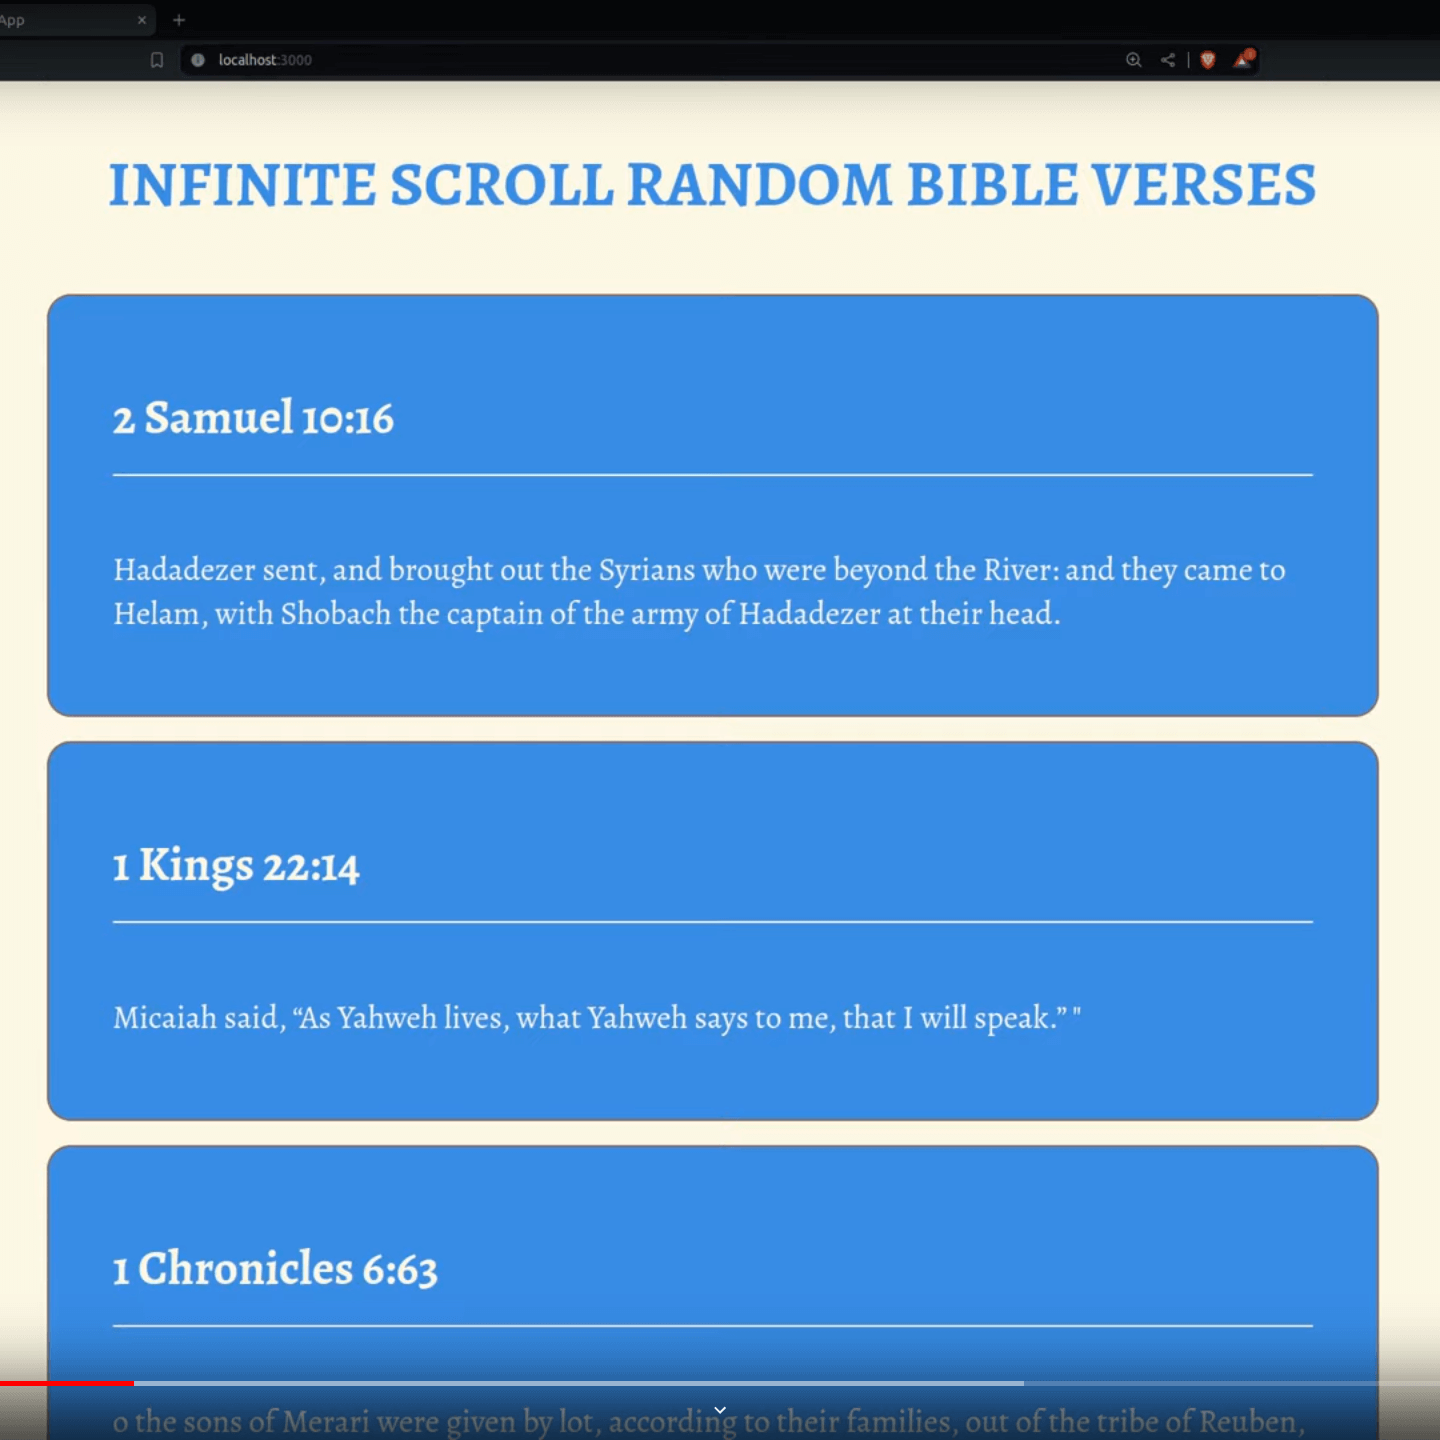 App
localhost:3000
INFINITE SCROLL RANDOM BIBLE VERSES
2 Samuel 10:16
Hadadezer sent, and brought out the Syrians who were beyond the River: and they came to
Helam, with Shobach the captain of the army of Hadadezer at their head.
1 Kings 22:14
Micaiah said, “As Yahweh lives, what Yahweh says to me, that I will speak.” "
1 Chronicles 6:63
o the sons of Merari were given by lot, according to their families, out of the tribe of Reuben,